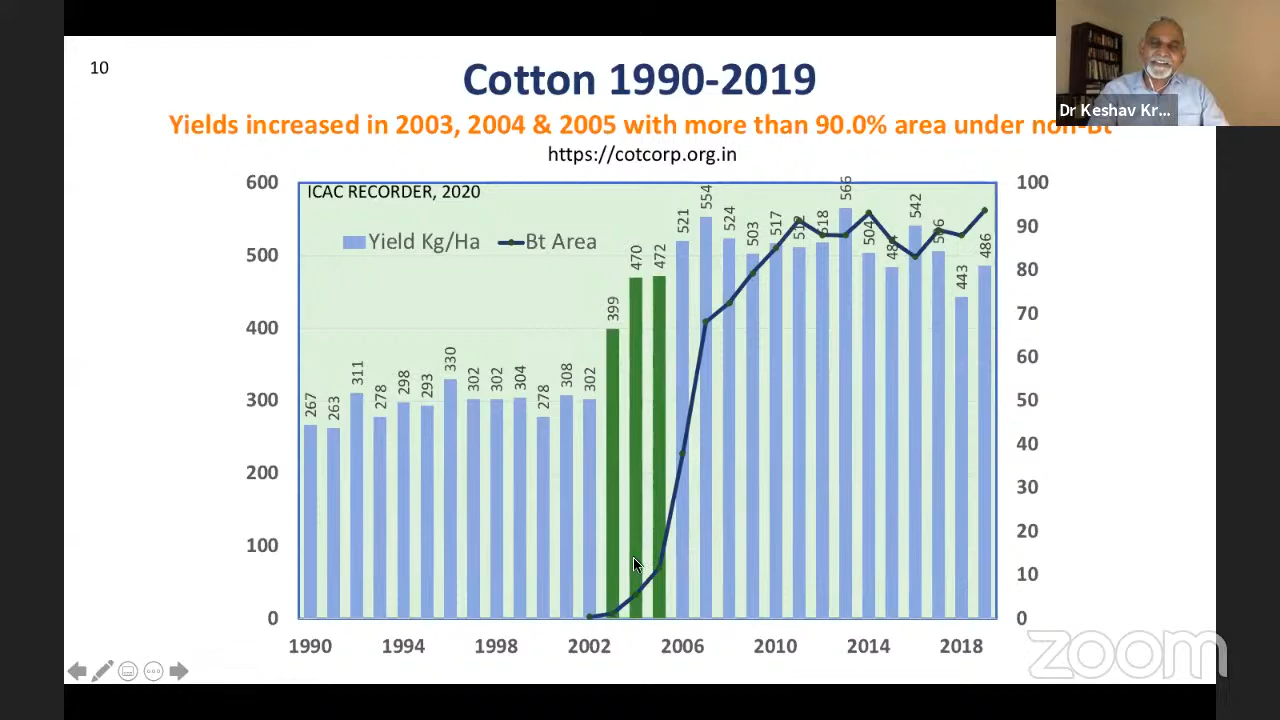 10
Cotton 1990-2019
Dr Keshav Kr...
Yields increased in 2003, 2004 & 2005 with more than 90.0% area under non-Bt
https://cotcorp.org.in
ICAC RECORDER, 2020
Yield Kg/Ha Bt Area
600
500
400
300
200
100
0
267 263 311 278 298 293 330 302 302 304 278 308 302 399 470 472 521 554 524 503 517 518 566 504 542 443 486
100
90
80
70
60
50
40
30
20
10
0
1990 1994 1998 2002 2006 2010 2014 2018
zoom